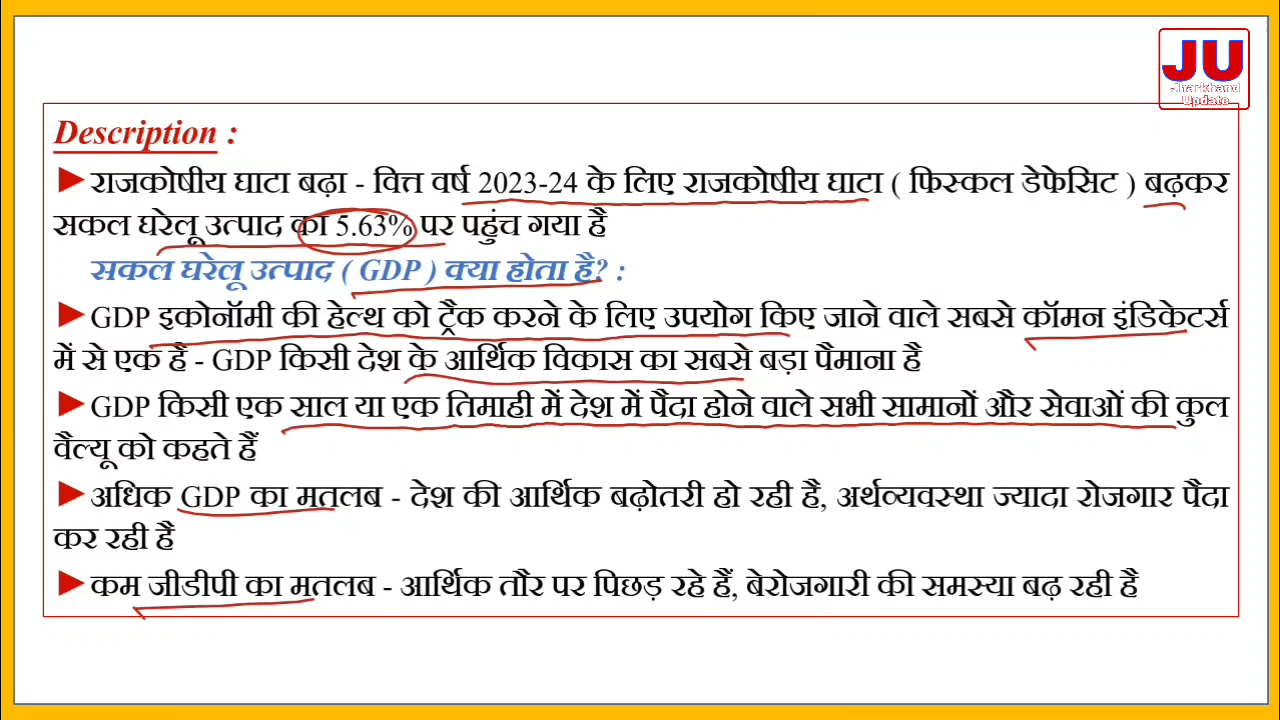 JU
Jharkhand
Update
Description :
►राजकोषीय घाटा बढ़ा - वित्त वर्ष 2023-24 के लिए राजकोषीय घाटा ( फिस्कल डेफेसिट ) बढ़कर
सकल घरेलू उत्पाद का 5.63% पर पहुंच गया है
सकल घरेलू उत्पाद ( GDP ) क्या होता है? :
►GDP इकोनॉमी की हेल्थ को ट्रैक करने के लिए उपयोग किए जाने वाले सबसे कॉमन इंडिकेटर्स
में से एक है - GDP किसी देश के आर्थिक विकास का सबसे बड़ा पैमाना है
►GDP किसी एक साल या एक तिमाही में देश में पैदा होने वाले सभी सामानों और सेवाओं की कुल
वैल्यू को कहते हैं
►अधिक GDP का मतलब - देश की आर्थिक बढ़ोतरी हो रही है, अर्थव्यवस्था ज्यादा रोजगार पैदा
कर रही है
►कम जीडीपी का मतलब - आर्थिक तौर पर पिछड़ रहे हैं, बेरोजगारी की समस्या बढ़ रही है